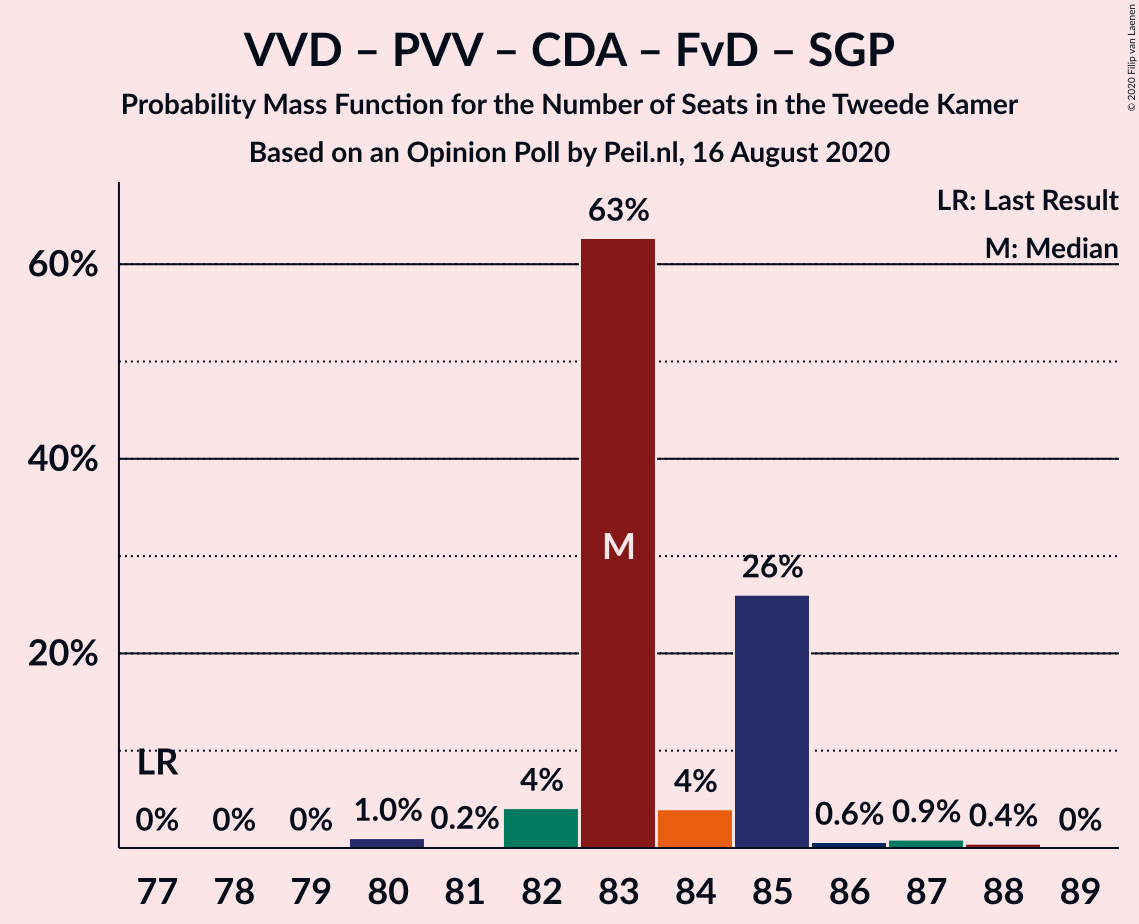 VVD – PVV – CDA – FvD – SGP
Probability Mass Function for the Number of Seats in the Tweede Kamer
Based on an Opinion Poll by Peil.nl, 16 August 2020
© 2020 Filip van Laenen
LR: Last Result
M: Median
60%
40%
20%
LR
M
0%
0%
0%
1.0%
0.2%
4%
63%
4%
26%
0.6%
0.9%
0.4%
0%
77 78 79 80 81 82 83 84 85 86 87 88 89